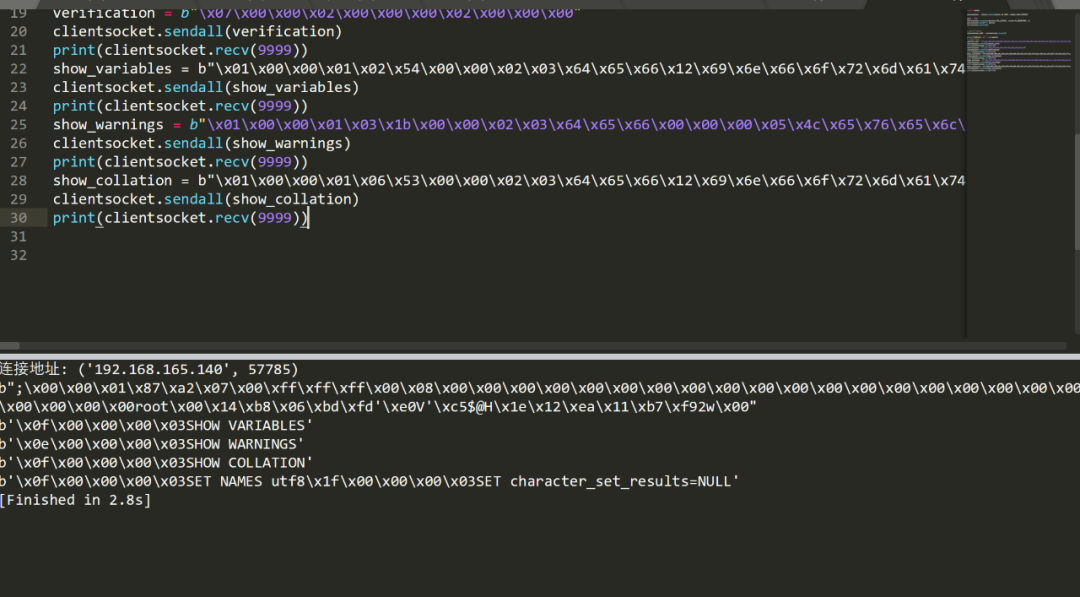 19 verification = b"\x07\x00\x00\x02\x00\x00\x00\x02\x00\x00\x00"
20 clientsocket.sendall(verification)
21 print(clientsocket.recv(9999))
22 show_variables = b"\x01\x00\x00\x01\x02\x54\x00\x00\x02\x03\x64\x65\x66\x12\x69\x6e\x66\x6f\x72\x6d\x61\x74
23 clientsocket.sendall(show_variables)
24 print(clientsocket.recv(9999))
25 show_warnings = b"\x01\x00\x00\x01\x03\x1b\x00\x00\x02\x03\x64\x65\x66\x00\x00\x00\x05\x4c\x65\x76\x65\x6c\
26 clientsocket.sendall(show_warnings)
27 print(clientsocket.recv(9999))
28 show_collation = b"\x01\x00\x00\x01\x06\x53\x00\x00\x02\x03\x64\x65\x66\x12\x69\x6e\x66\x6f\x72\x6d\x61\x74
29 clientsocket.sendall(show_collation)
30 print(clientsocket.recv(9999))
31
32
连接地址: ('192.168.165.140', 57785)
b";\x00\x00\x01\x87\xa2\x07\x00\xff\xff\xff\x00\x08\x00\x00\x00\x00\x00\x00\x00\x00\x00\x00\x00\x00\x00\x00\x00\x00\x00\x00
\x00\x00\x00\x00root\x00\x14\xb8\x06\xbd\xfd'\xe0V'\xc5$@H\x1e\x12\xea\x11\xb7\xf92w\x00"
b'\x0f\x00\x00\x00\x03SHOW VARIABLES'
b'\x0e\x00\x00\x00\x03SHOW WARNINGS'
b'\x0f\x00\x00\x00\x03SHOW COLLATION'
b'\x0f\x00\x00\x00\x03SET NAMES utf8\x1f\x00\x00\x00\x03SET character_set_results=NULL'
[Finished in 2.8s]